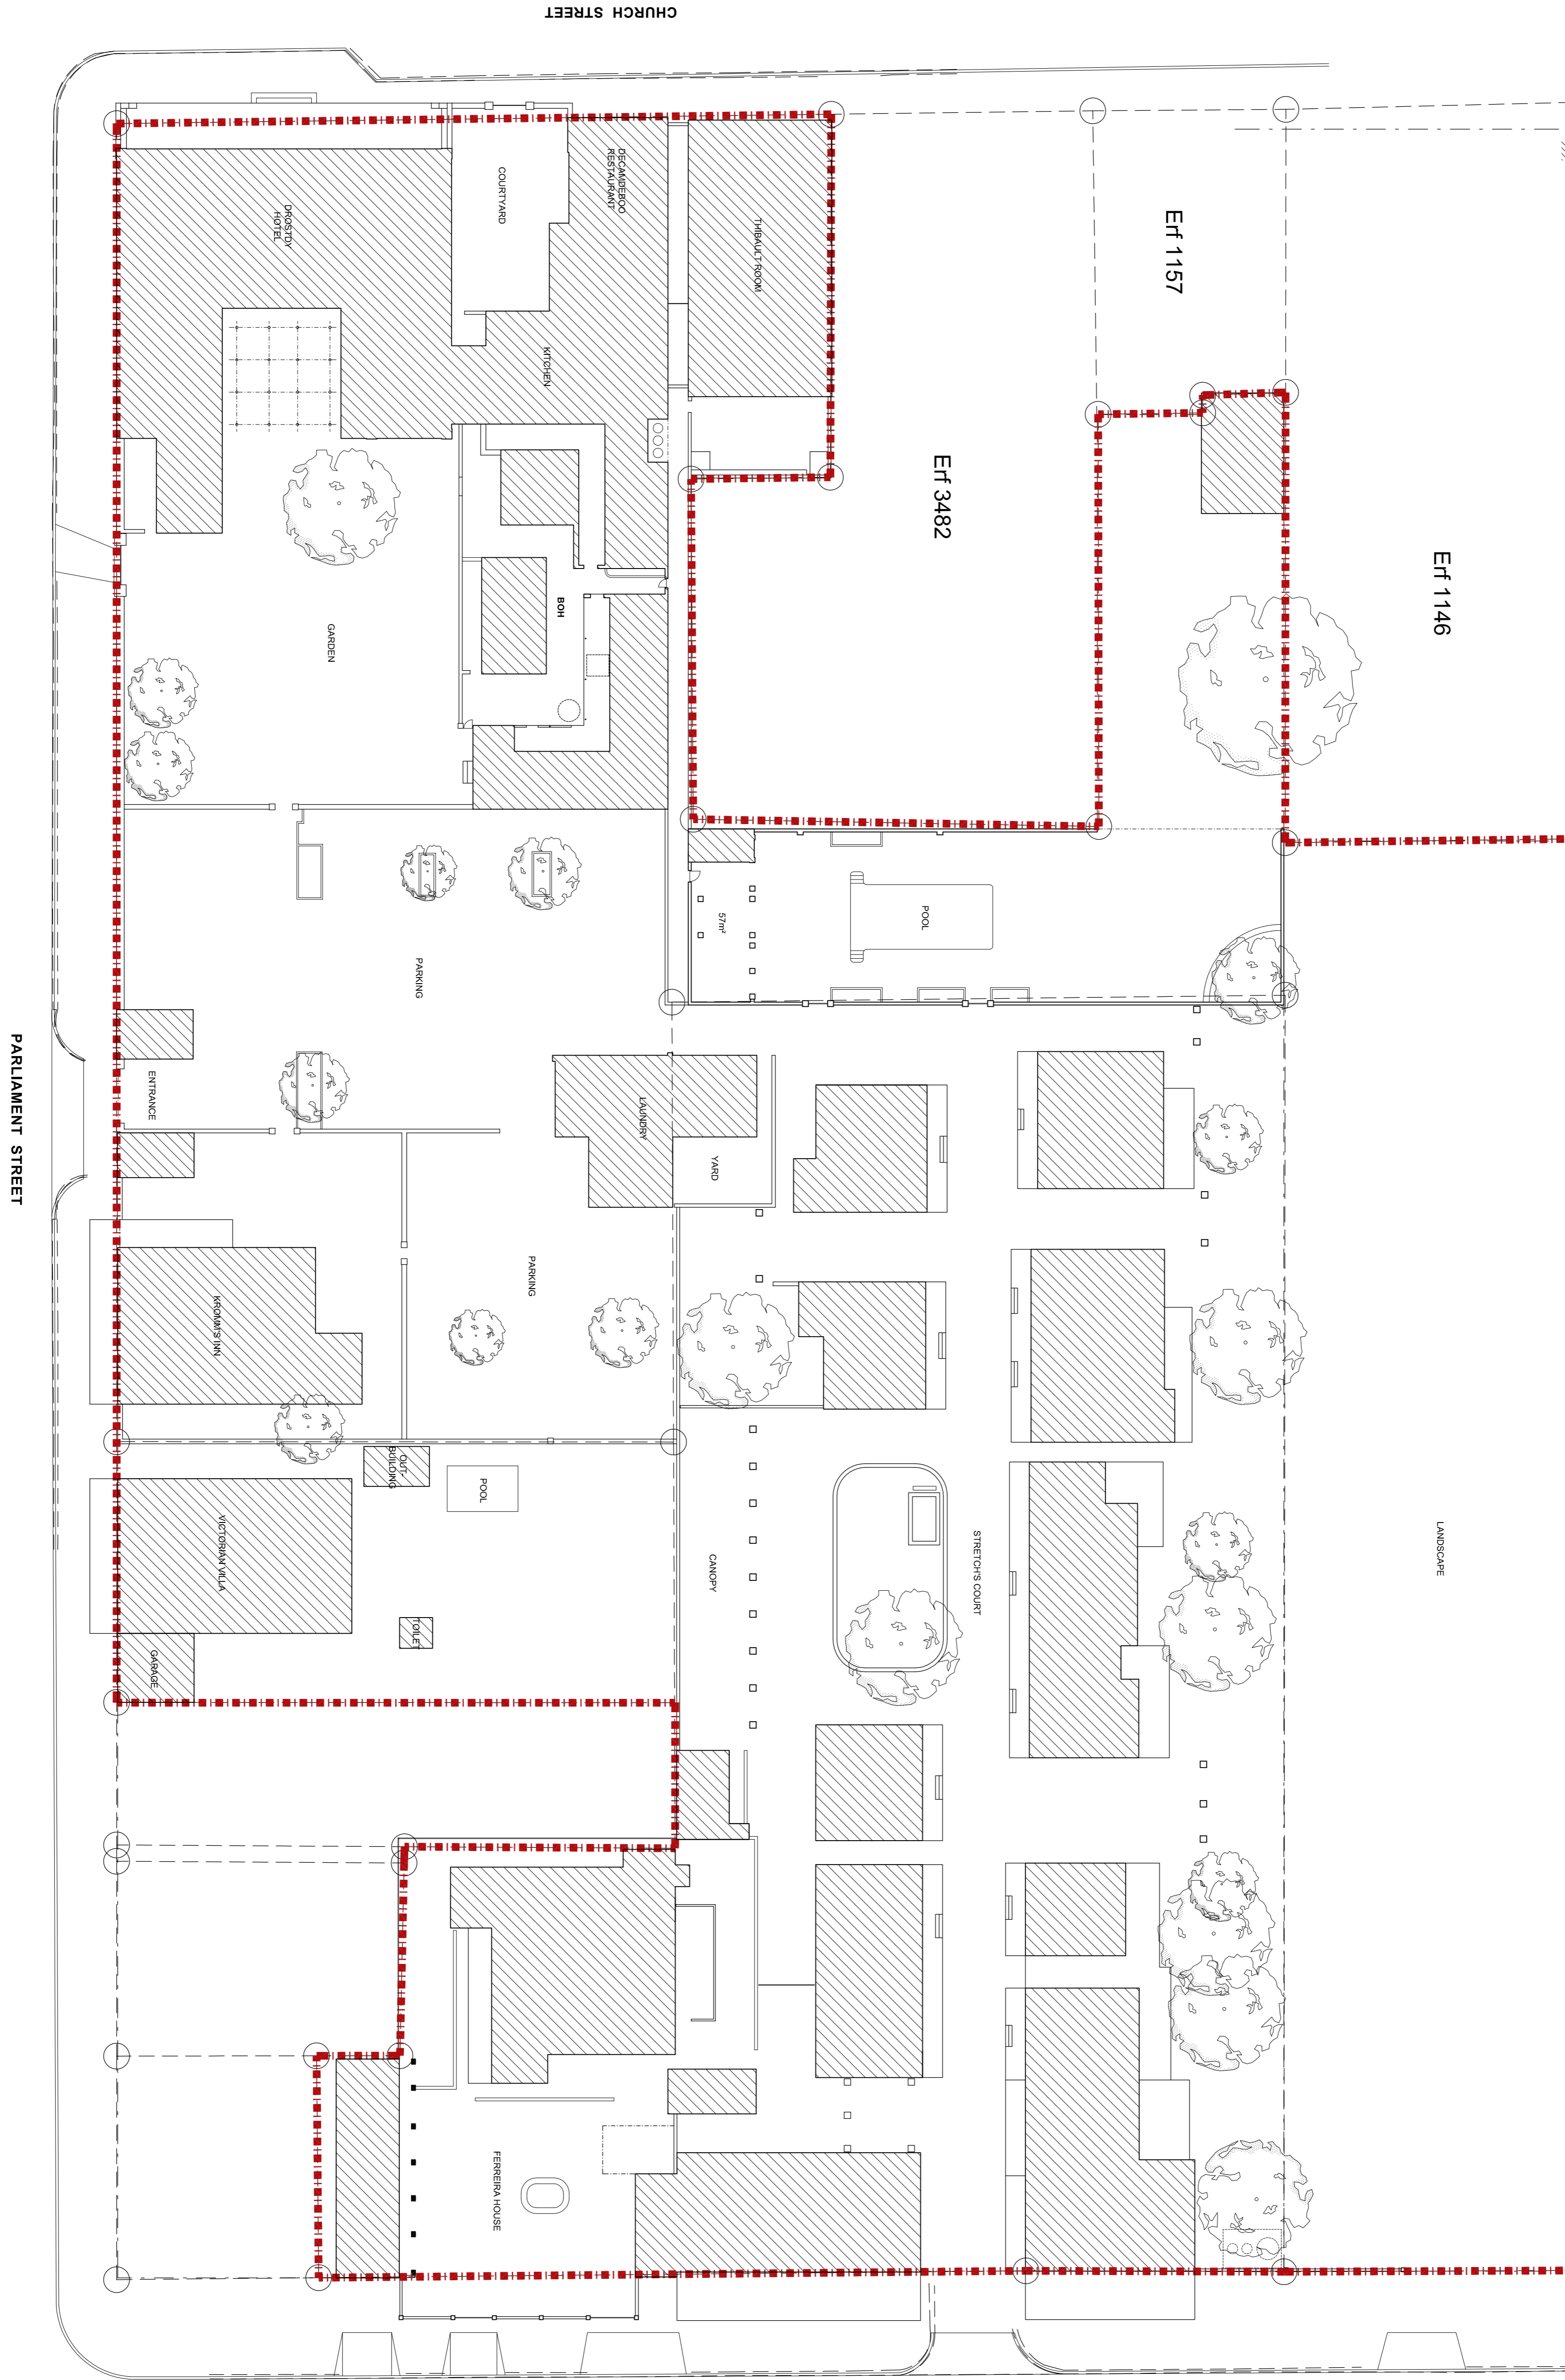 CHURCH STREET
DROSTDY
HOTEL
COURTYARD
DECAMDEBOO
RESTAURANT
THIBAULT ROOM
Erf 1157
KITCHEN
Erf 3482
Erf 1146
BOH
GARDEN
PARKING
57m²
POOL
PARLIAMENT STREET
ENTRANCE
LAUNDRY
YARD
PARKING
KROMM'S INN
OUT-
BUILDING
POOL
VICTORIAN VILLA
CANOPY
STRETCH'S COURT
LANDSCAPE
TOILET
GARAGE
FERREIRA HOUSE